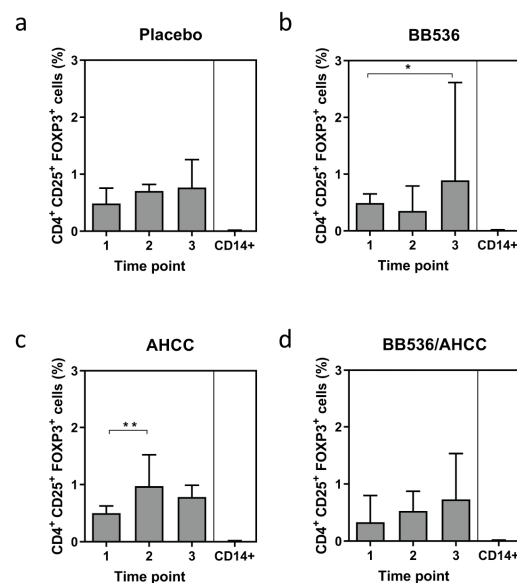 a
Placebo
CD4+ CD25+ FOXP3+ cells (%)
3
2
1
0
1 2 3 CD14+
Time point
b
BB536
CD4+ CD25+ FOXP3+ cells (%)
3
2
1
0
*
1 2 3 CD14+
Time point
c
AHCC
CD4+ CD25+ FOXP3+ cells (%)
3
2
1
0
**
1 2 3 CD14+
Time point
d
BB536/AHCC
CD4+ CD25+ FOXP3+ cells (%)
3
2
1
0
1 2 3 CD14+
Time point